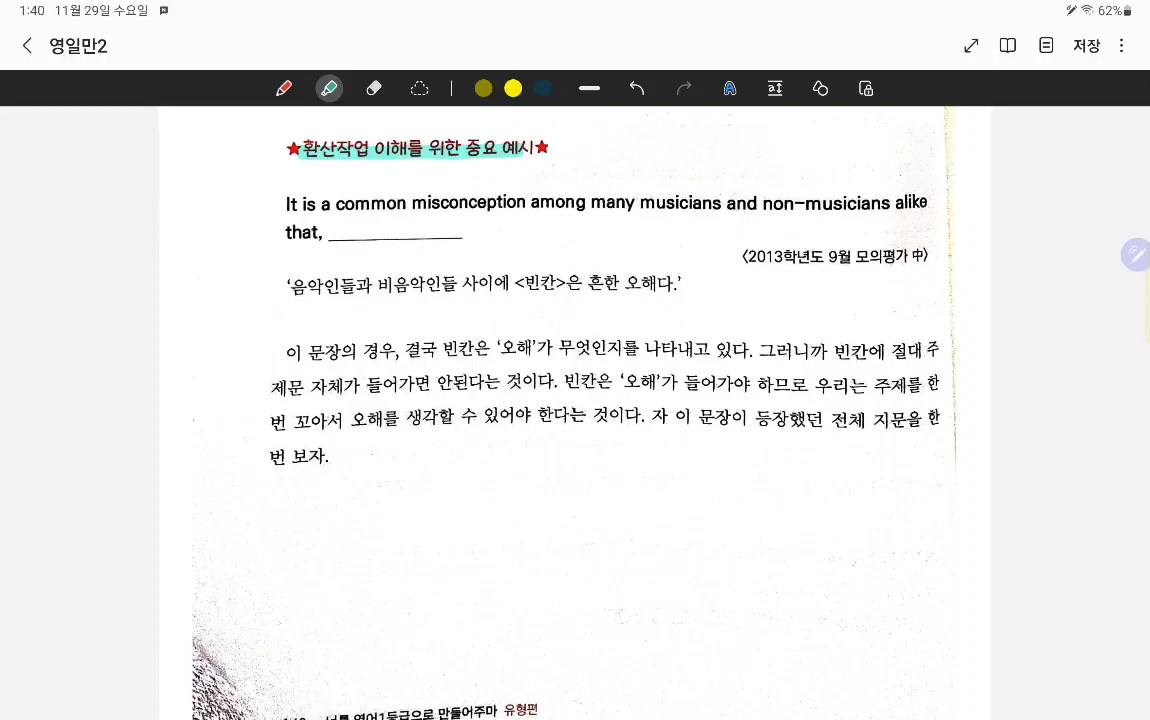 1:40 11월 29일 수요일 62%
영일만2 저장
★환산작업 이해를 위한 중요 예시★
It is a common misconception among many musicians and non-musicians alike
that, ______________
<2013학년도 9월 모의평가 中>
‘음악인들과 비음악인들 사이에 <빈칸>은 흔한 오해다.’
이 문장의 경우, 결국 빈칸은 ‘오해’가 무엇인지를 나타내고 있다. 그러니까 빈칸에 절대 주
제문 자체가 들어가면 안된다는 것이다. 빈칸은 ‘오해’가 들어가야 하므로 우리는 주제를 한
번 꼬아서 오해를 생각할 수 있어야 한다는 것이다. 자 이 문장이 등장했던 전체 지문을 한
번 보자.
너를 영어1등급으로 만들어주마 유형편